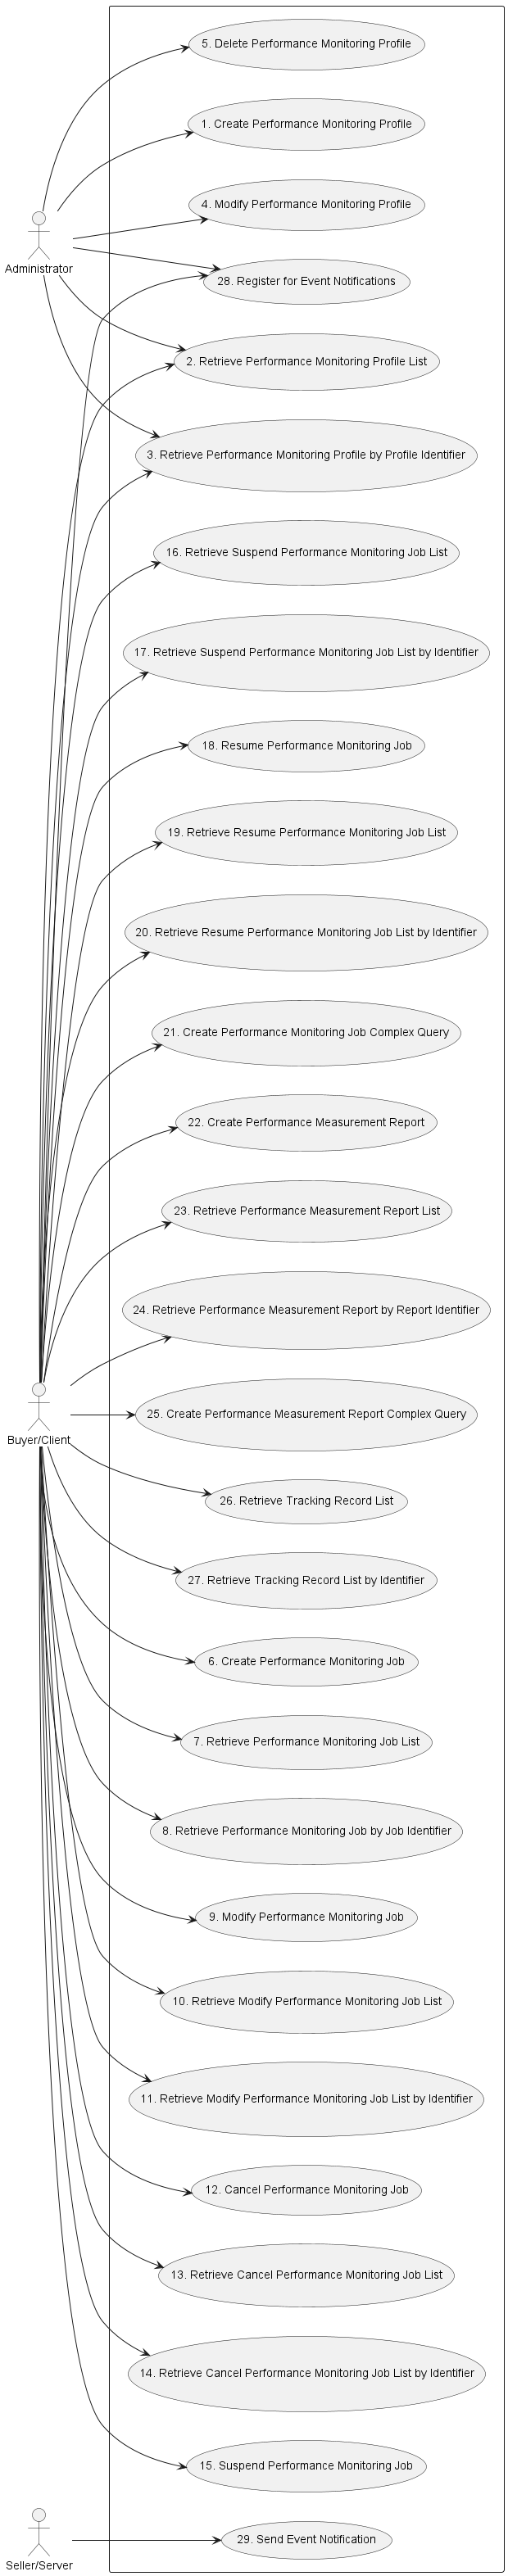 5. Delete Performance Monitoring Profile
1. Create Performance Monitoring Profile
4. Modify Performance Monitoring Profile
Administrator
28. Register for Event Notifications
2. Retrieve Performance Monitoring Profile List
3. Retrieve Performance Monitoring Profile by Profile Identifier
16. Retrieve Suspend Performance Monitoring Job List
17. Retrieve Suspend Performance Monitoring Job List by Identifier
18. Resume Performance Monitoring Job
19. Retrieve Resume Performance Monitoring Job List
20. Retrieve Resume Performance Monitoring Job List by Identifier
21. Create Performance Monitoring Job Complex Query
22. Create Performance Measurement Report
23. Retrieve Performance Measurement Report List
24. Retrieve Performance Measurement Report by Report Identifier
25. Create Performance Measurement Report Complex Query
Buyer/Client
26. Retrieve Tracking Record List
27. Retrieve Tracking Record List by Identifier
6. Create Performance Monitoring Job
7. Retrieve Performance Monitoring Job List
8. Retrieve Performance Monitoring Job by Job Identifier
9. Modify Performance Monitoring Job
10. Retrieve Modify Performance Monitoring Job List
11. Retrieve Modify Performance Monitoring Job List by Identifier
12. Cancel Performance Monitoring Job
13. Retrieve Cancel Performance Monitoring Job List
14. Retrieve Cancel Performance Monitoring Job List by Identifier
15. Suspend Performance Monitoring Job
29. Send Event Notification
Seller/Server